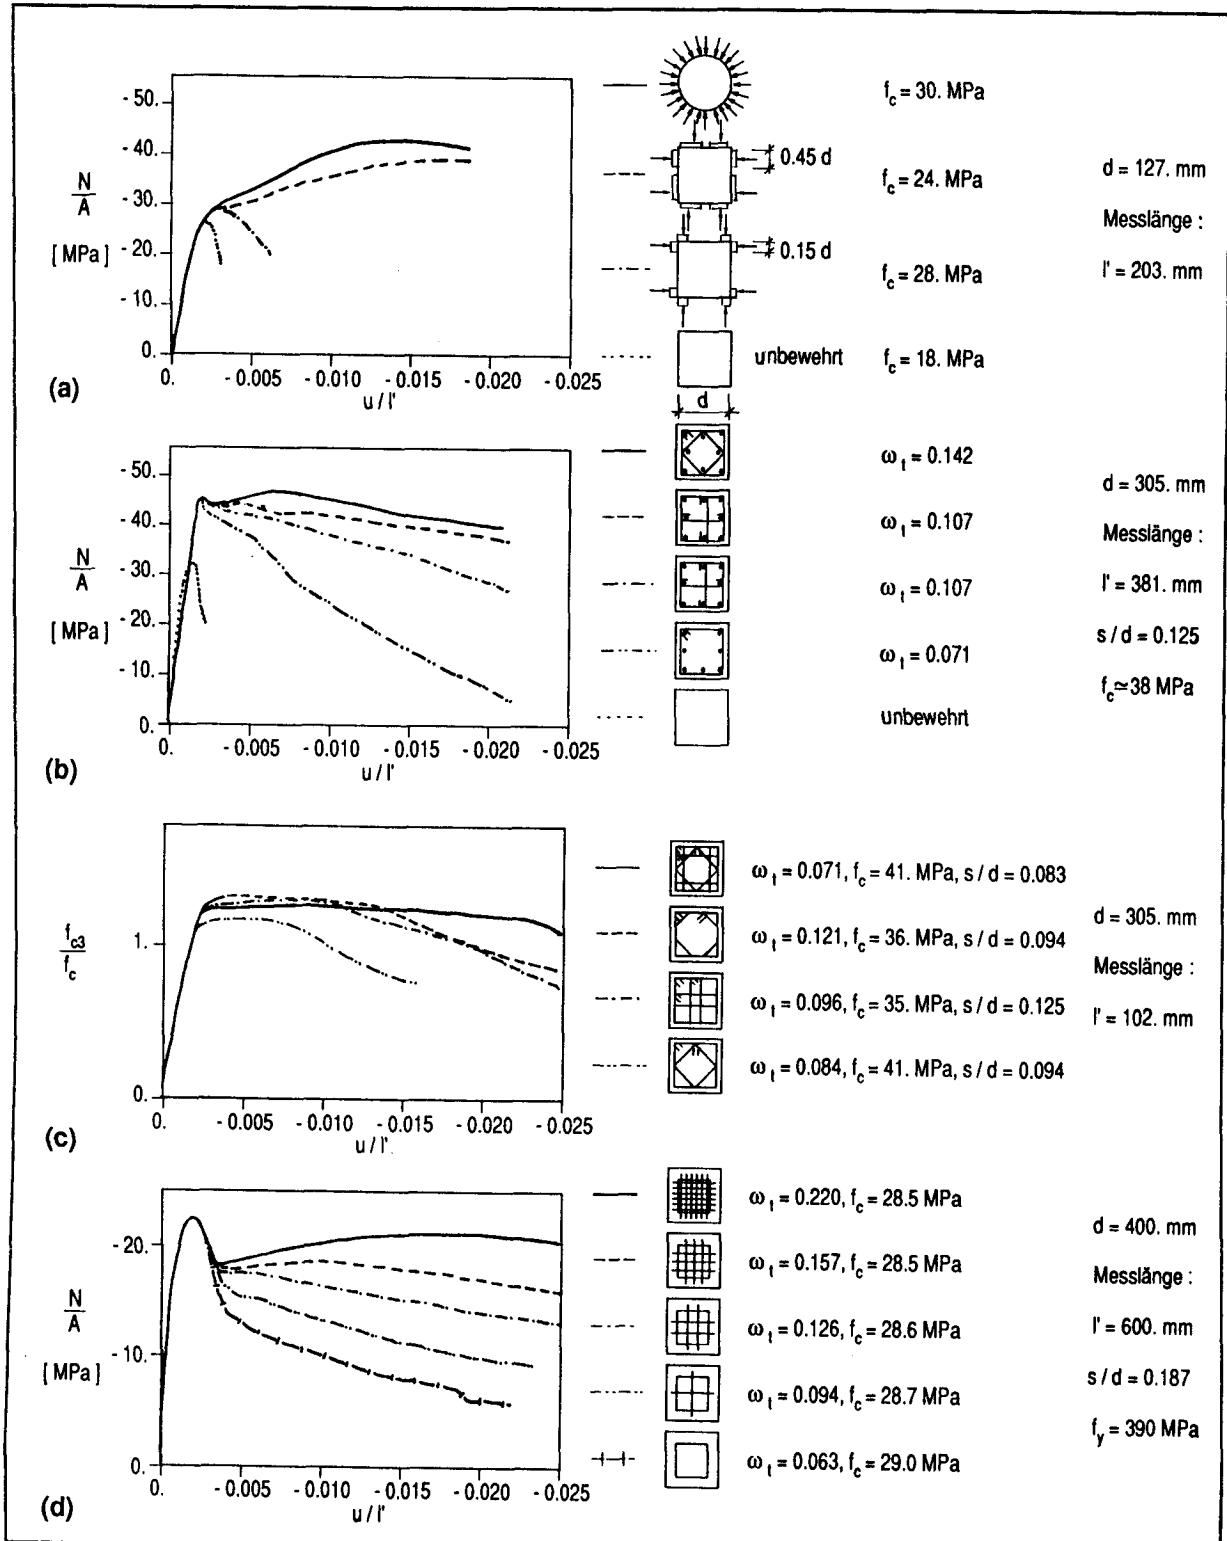 - 50.
- 40.
- 30.
- 20.
- 10.
0.
N
A
[ MPa ]
0. - 0.005 - 0.010 - 0.015 - 0.020 - 0.025
u / l'
(a)
f_c = 30. MPa
0.45 d
f_c = 24. MPa
0.15 d
f_c = 28. MPa
unbewehrt f_c = 18. MPa
d
d = 127. mm
Messlänge :
l' = 203. mm
- 50.
- 40.
- 30.
- 20.
- 10.
0.
N
A
[ MPa ]
0. - 0.005 - 0.010 - 0.015 - 0.020 - 0.025
u / l'
(b)
ω_t = 0.142
ω_t = 0.107
ω_t = 0.107
ω_t = 0.071
unbewehrt
d = 305. mm
Messlänge :
l' = 381. mm
s / d = 0.125
f_c ≃ 38 MPa
f_c3
f_c
1.
0.
0. - 0.005 - 0.010 - 0.015 - 0.020 - 0.025
u / l'
(c)
ω_t = 0.071, f_c = 41. MPa, s / d = 0.083
ω_t = 0.121, f_c = 36. MPa, s / d = 0.094
ω_t = 0.096, f_c = 35. MPa, s / d = 0.125
ω_t = 0.084, f_c = 41. MPa, s / d = 0.094
d = 305. mm
Messlänge :
l' = 102. mm
- 20.
- 10.
0.
N
A
[ MPa ]
0. - 0.005 - 0.010 - 0.015 - 0.020 - 0.025
u / l'
(d)
ω_t = 0.220, f_c = 28.5 MPa
ω_t = 0.157, f_c = 28.5 MPa
ω_t = 0.126, f_c = 28.6 MPa
ω_t = 0.094, f_c = 28.7 MPa
ω_t = 0.063, f_c = 29.0 MPa
d = 400. mm
Messlänge :
l' = 600. mm
s / d = 0.187
f_y = 390 MPa